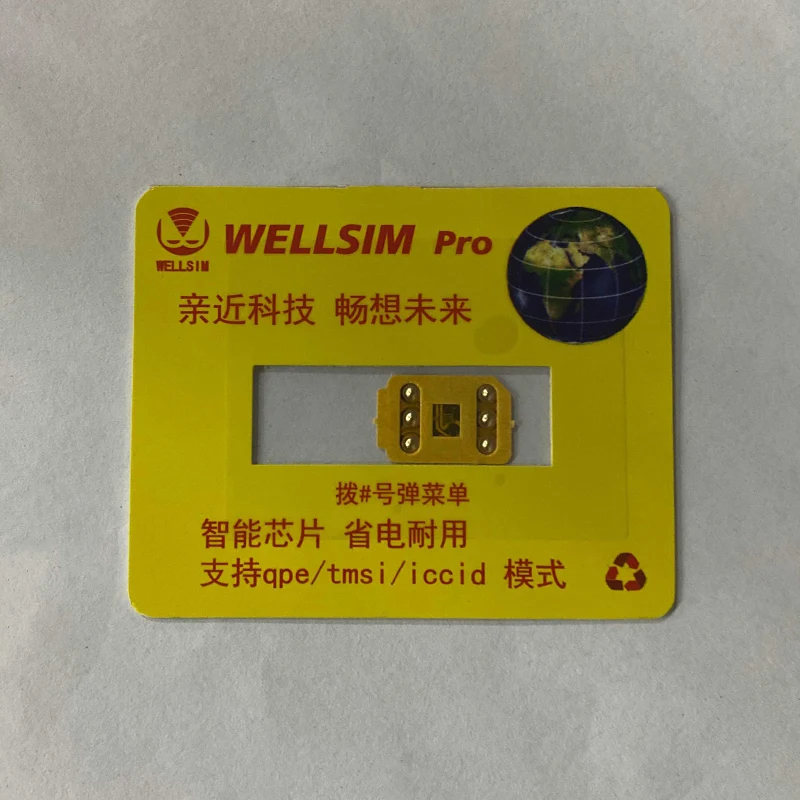 WELLSIM
WELLSIM Pro
亲近科技 畅想未来
拨#号弹菜单
智能芯片 省电耐用
支持qpe/tmsi/iccid 模式